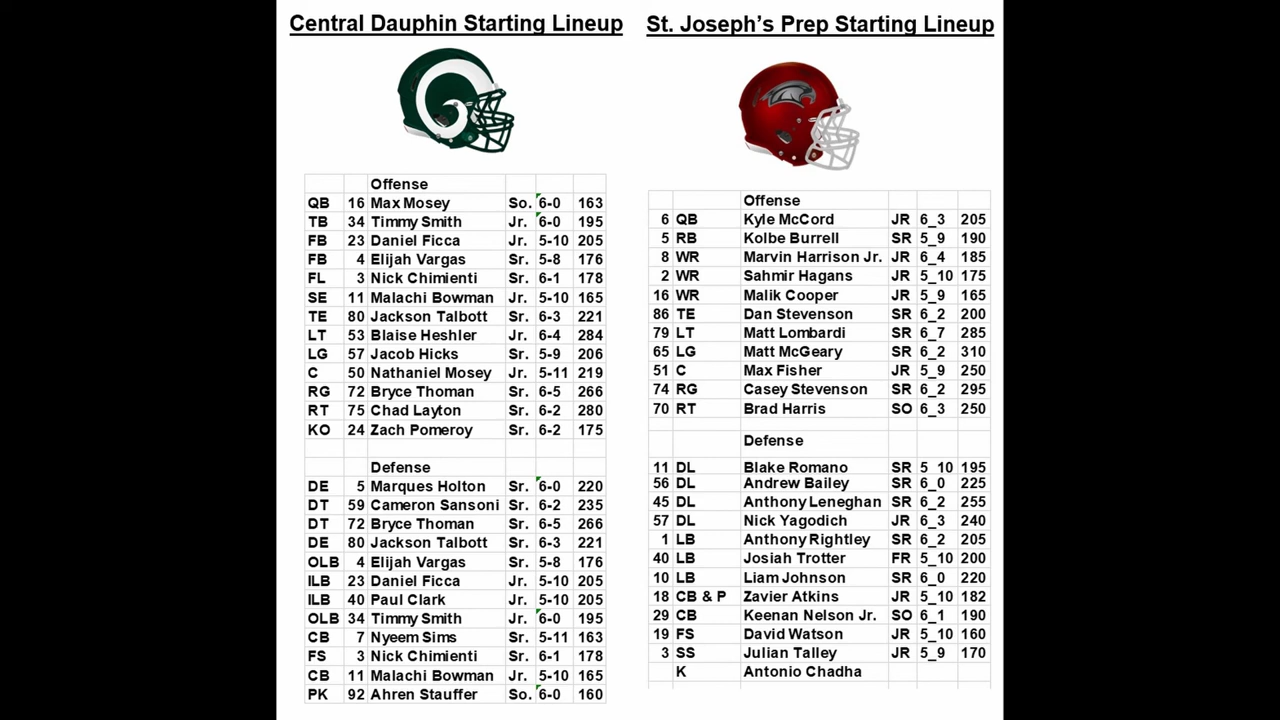 Central Dauphin Starting Lineup
Offense
QB 16 Max Mosey So. 6-0 163
TB 34 Timmy Smith Jr. 6-0 195
FB 23 Daniel Ficca Jr. 5-10 205
FB 4 Elijah Vargas Sr. 5-8 176
FL 3 Nick Chimienti Sr. 6-1 178
SE 11 Malachi Bowman Jr. 5-10 165
TE 80 Jackson Talbott Sr. 6-3 221
LT 53 Blaise Heshler Jr. 6-4 284
LG 57 Jacob Hicks Sr. 5-9 206
C 50 Nathaniel Mosey Jr. 5-11 219
RG 72 Bryce Thoman Sr. 6-5 266
RT 75 Chad Layton Sr. 6-2 280
KO 24 Zach Pomeroy Sr. 6-2 175
Defense
DE 5 Marques Holton Sr. 6-0 220
DT 59 Cameron Sansoni Sr. 6-2 235
DT 72 Bryce Thoman Sr. 6-5 266
DE 80 Jackson Talbott Sr. 6-3 221
OLB 4 Elijah Vargas Sr. 5-8 176
ILB 23 Daniel Ficca Jr. 5-10 205
ILB 40 Paul Clark Jr. 5-10 205
OLB 34 Timmy Smith Jr. 6-0 195
CB 7 Nyeem Sims Sr. 5-11 163
FS 3 Nick Chimienti Sr. 6-1 178
CB 11 Malachi Bowman Jr. 5-10 165
PK 92 Ahren Stauffer So. 6-0 160
St. Joseph's Prep Starting Lineup
Offense
6 QB Kyle McCord JR 6_3 205
5 RB Kolbe Burrell SR 5_9 190
8 WR Marvin Harrison Jr. JR 6_4 185
2 WR Sahmir Hagans JR 5_10 175
16 WR Malik Cooper JR 5_9 165
86 TE Dan Stevenson SR 6_2 200
79 LT Matt Lombardi SR 6_7 285
65 LG Matt McGeary SR 6_2 310
51 C Max Fisher JR 5_9 250
74 RG Casey Stevenson SR 6_2 295
70 RT Brad Harris SO 6_3 250
Defense
11 DL Blake Romano SR 5_10 195
56 DL Andrew Bailey SR 6_0 225
45 DL Anthony Leneghan SR 6_2 255
57 DL Nick Yagodich JR 6_3 240
1 LB Anthony Rightley SR 6_2 205
40 LB Josiah Trotter FR 5_10 200
10 LB Liam Johnson SR 6_0 220
18 CB & P Zavier Atkins JR 5_10 182
29 CB Keenan Nelson Jr. SO 6_1 190
19 FS David Watson JR 5_10 160
3 SS Julian Talley JR 5_9 170
K Antonio Chadha